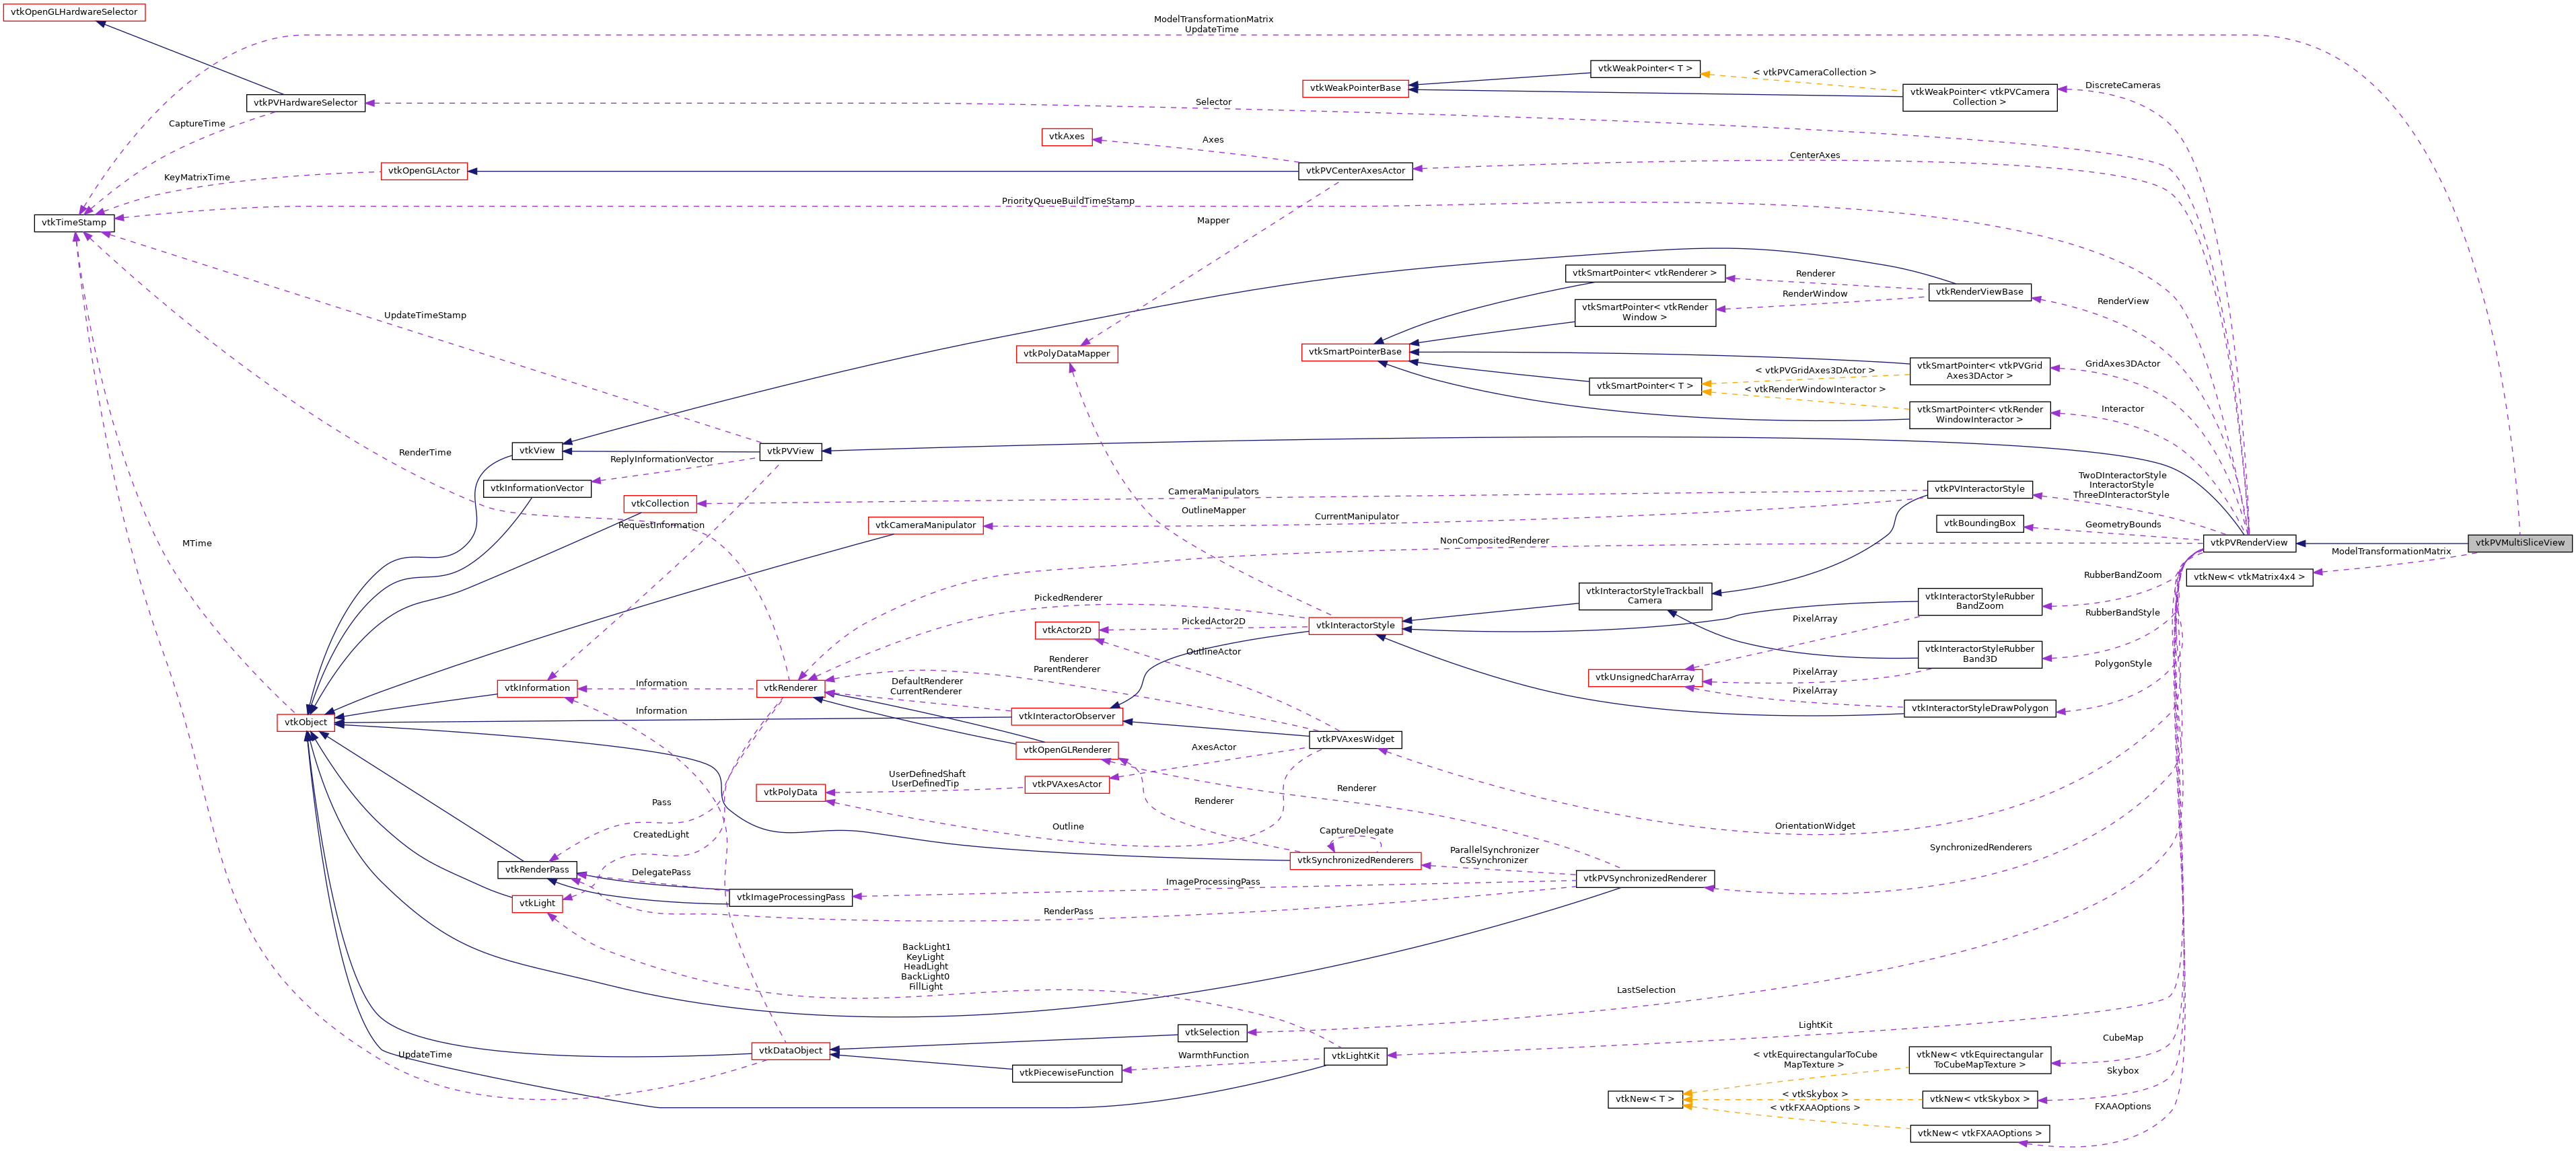 vtkOpenGLHardwareSelector
ModelTransformationMatrix
UpdateTime
vtkWeakPointer< T >
< vtkPVCameraCollection >
vtkWeakPointerBase
vtkWeakPointer< vtkPVCamera
Collection >
DiscreteCameras
vtkPVHardwareSelector
Selector
CaptureTime
vtkAxes
Axes
CenterAxes
KeyMatrixTime
vtkOpenGLActor
vtkPVCenterAxesActor
PriorityQueueBuildTimeStamp
vtkTimeStamp
Mapper
vtkSmartPointer< vtkRenderer >
Renderer
vtkRenderViewBase
RenderWindow
RenderView
vtkSmartPointer< vtkRender
Window >
UpdateTimeStamp
vtkPolyDataMapper
vtkSmartPointerBase
vtkSmartPointer< vtkPVGrid
Axes3DActor >
GridAxes3DActor
< vtkPVGridAxes3DActor >
vtkSmartPointer< T >
< vtkRenderWindowInteractor >
vtkSmartPointer< vtkRender
WindowInteractor >
Interactor
RenderTime
vtkView
vtkPVView
ReplyInformationVector
vtkInformationVector
TwoDInteractorStyle
InteractorStyle
ThreeDInteractorStyle
vtkPVInteractorStyle
CameraManipulators
vtkCollection
OutlineMapper
CurrentManipulator
RequestInformation
vtkCameraManipulator
vtkBoundingBox
GeometryBounds
MTime
NonCompositedRenderer
vtkPVRenderView
vtkPVMultiSliceView
ModelTransformationMatrix
RubberBandZoom
vtkNew< vtkMatrix4x4 >
PickedRenderer
vtkInteractorStyleTrackball
Camera
vtkInteractorStyleRubber
BandZoom
RubberBandStyle
PixelArray
PickedActor2D
vtkActor2D
vtkInteractorStyle
OutlineActor
vtkInteractorStyleRubber
Band3D
Renderer
ParentRenderer
PolygonStyle
PixelArray
vtkUnsignedCharArray
DefaultRenderer
CurrentRenderer
Information
vtkInformation
vtkRenderer
PixelArray
vtkInteractorStyleDrawPolygon
Information
vtkObject
vtkInteractorObserver
vtkPVAxesWidget
AxesActor
vtkOpenGLRenderer
UserDefinedShaft
UserDefinedTip
vtkPVAxesActor
Renderer
vtkPolyData
Renderer
Pass
Outline
OrientationWidget
CaptureDelegate
CreatedLight
ParallelSynchronizer
CSSynchronizer
SynchronizedRenderers
vtkSynchronizedRenderers
vtkRenderPass
DelegatePass
ImageProcessingPass
vtkPVSynchronizedRenderer
vtkImageProcessingPass
vtkLight
RenderPass
BackLight1
KeyLight
HeadLight
BackLight0
FillLight
LastSelection
vtkSelection
LightKit
CubeMap
vtkDataObject
UpdateTime
WarmthFunction
vtkLightKit
< vtkEquirectangularToCube
MapTexture >
vtkNew< vtkEquirectangular
ToCubeMapTexture >
vtkPiecewiseFunction
Skybox
vtkNew< T >
< vtkSkybox >
vtkNew< vtkSkybox >
< vtkFXAAOptions >
FXAAOptions
vtkNew< vtkFXAAOptions >